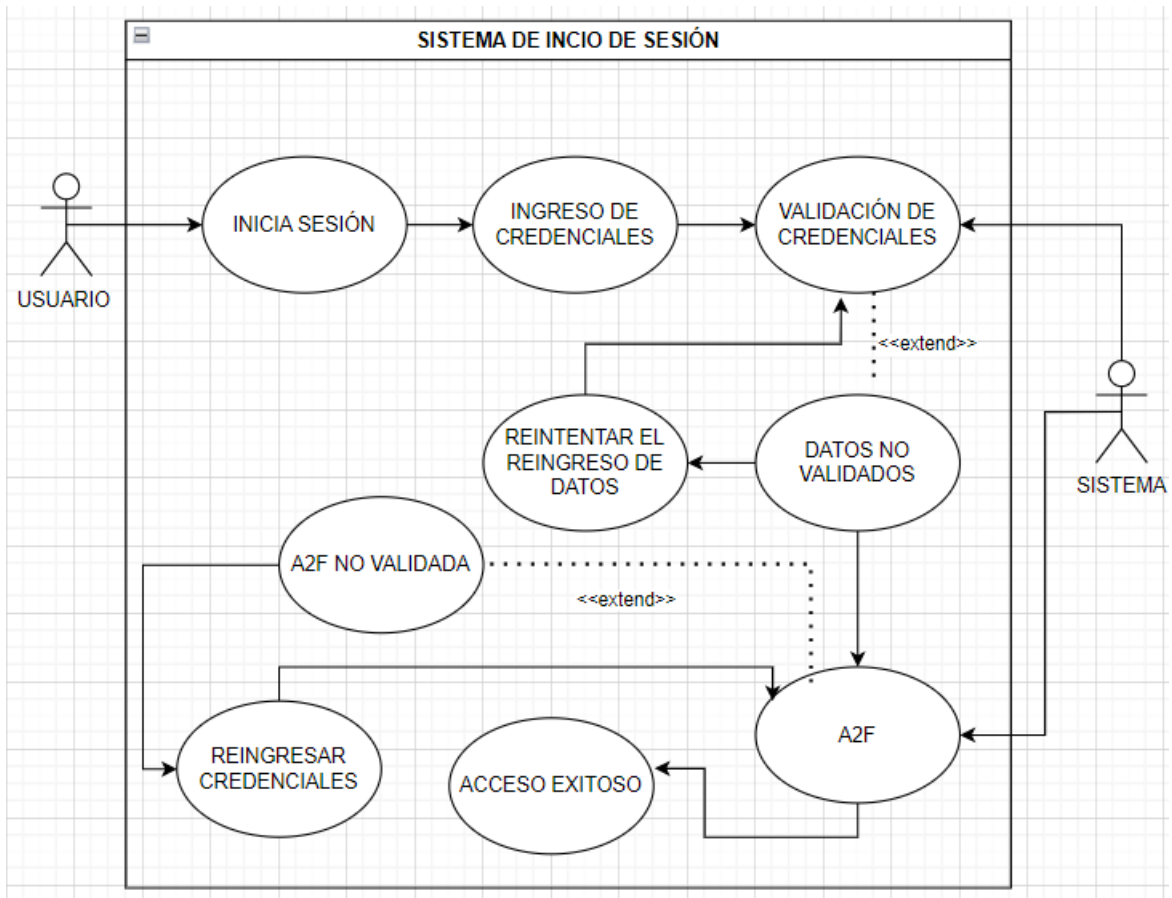 SISTEMA DE INCIO DE SESIÓN
INICIA SESIÓN
INGRESO DE
CREDENCIALES
VALIDACIÓN DE
CREDENCIALES
USUARIO
<<extend>>
REINTENTAR EL
REINGRESO DE
DATOS
DATOS NO
VALIDADOS
SISTEMA
A2F NO VALIDADA
<<extend>>
REINGRESAR
CREDENCIALES
ACCESO EXITOSO
A2F